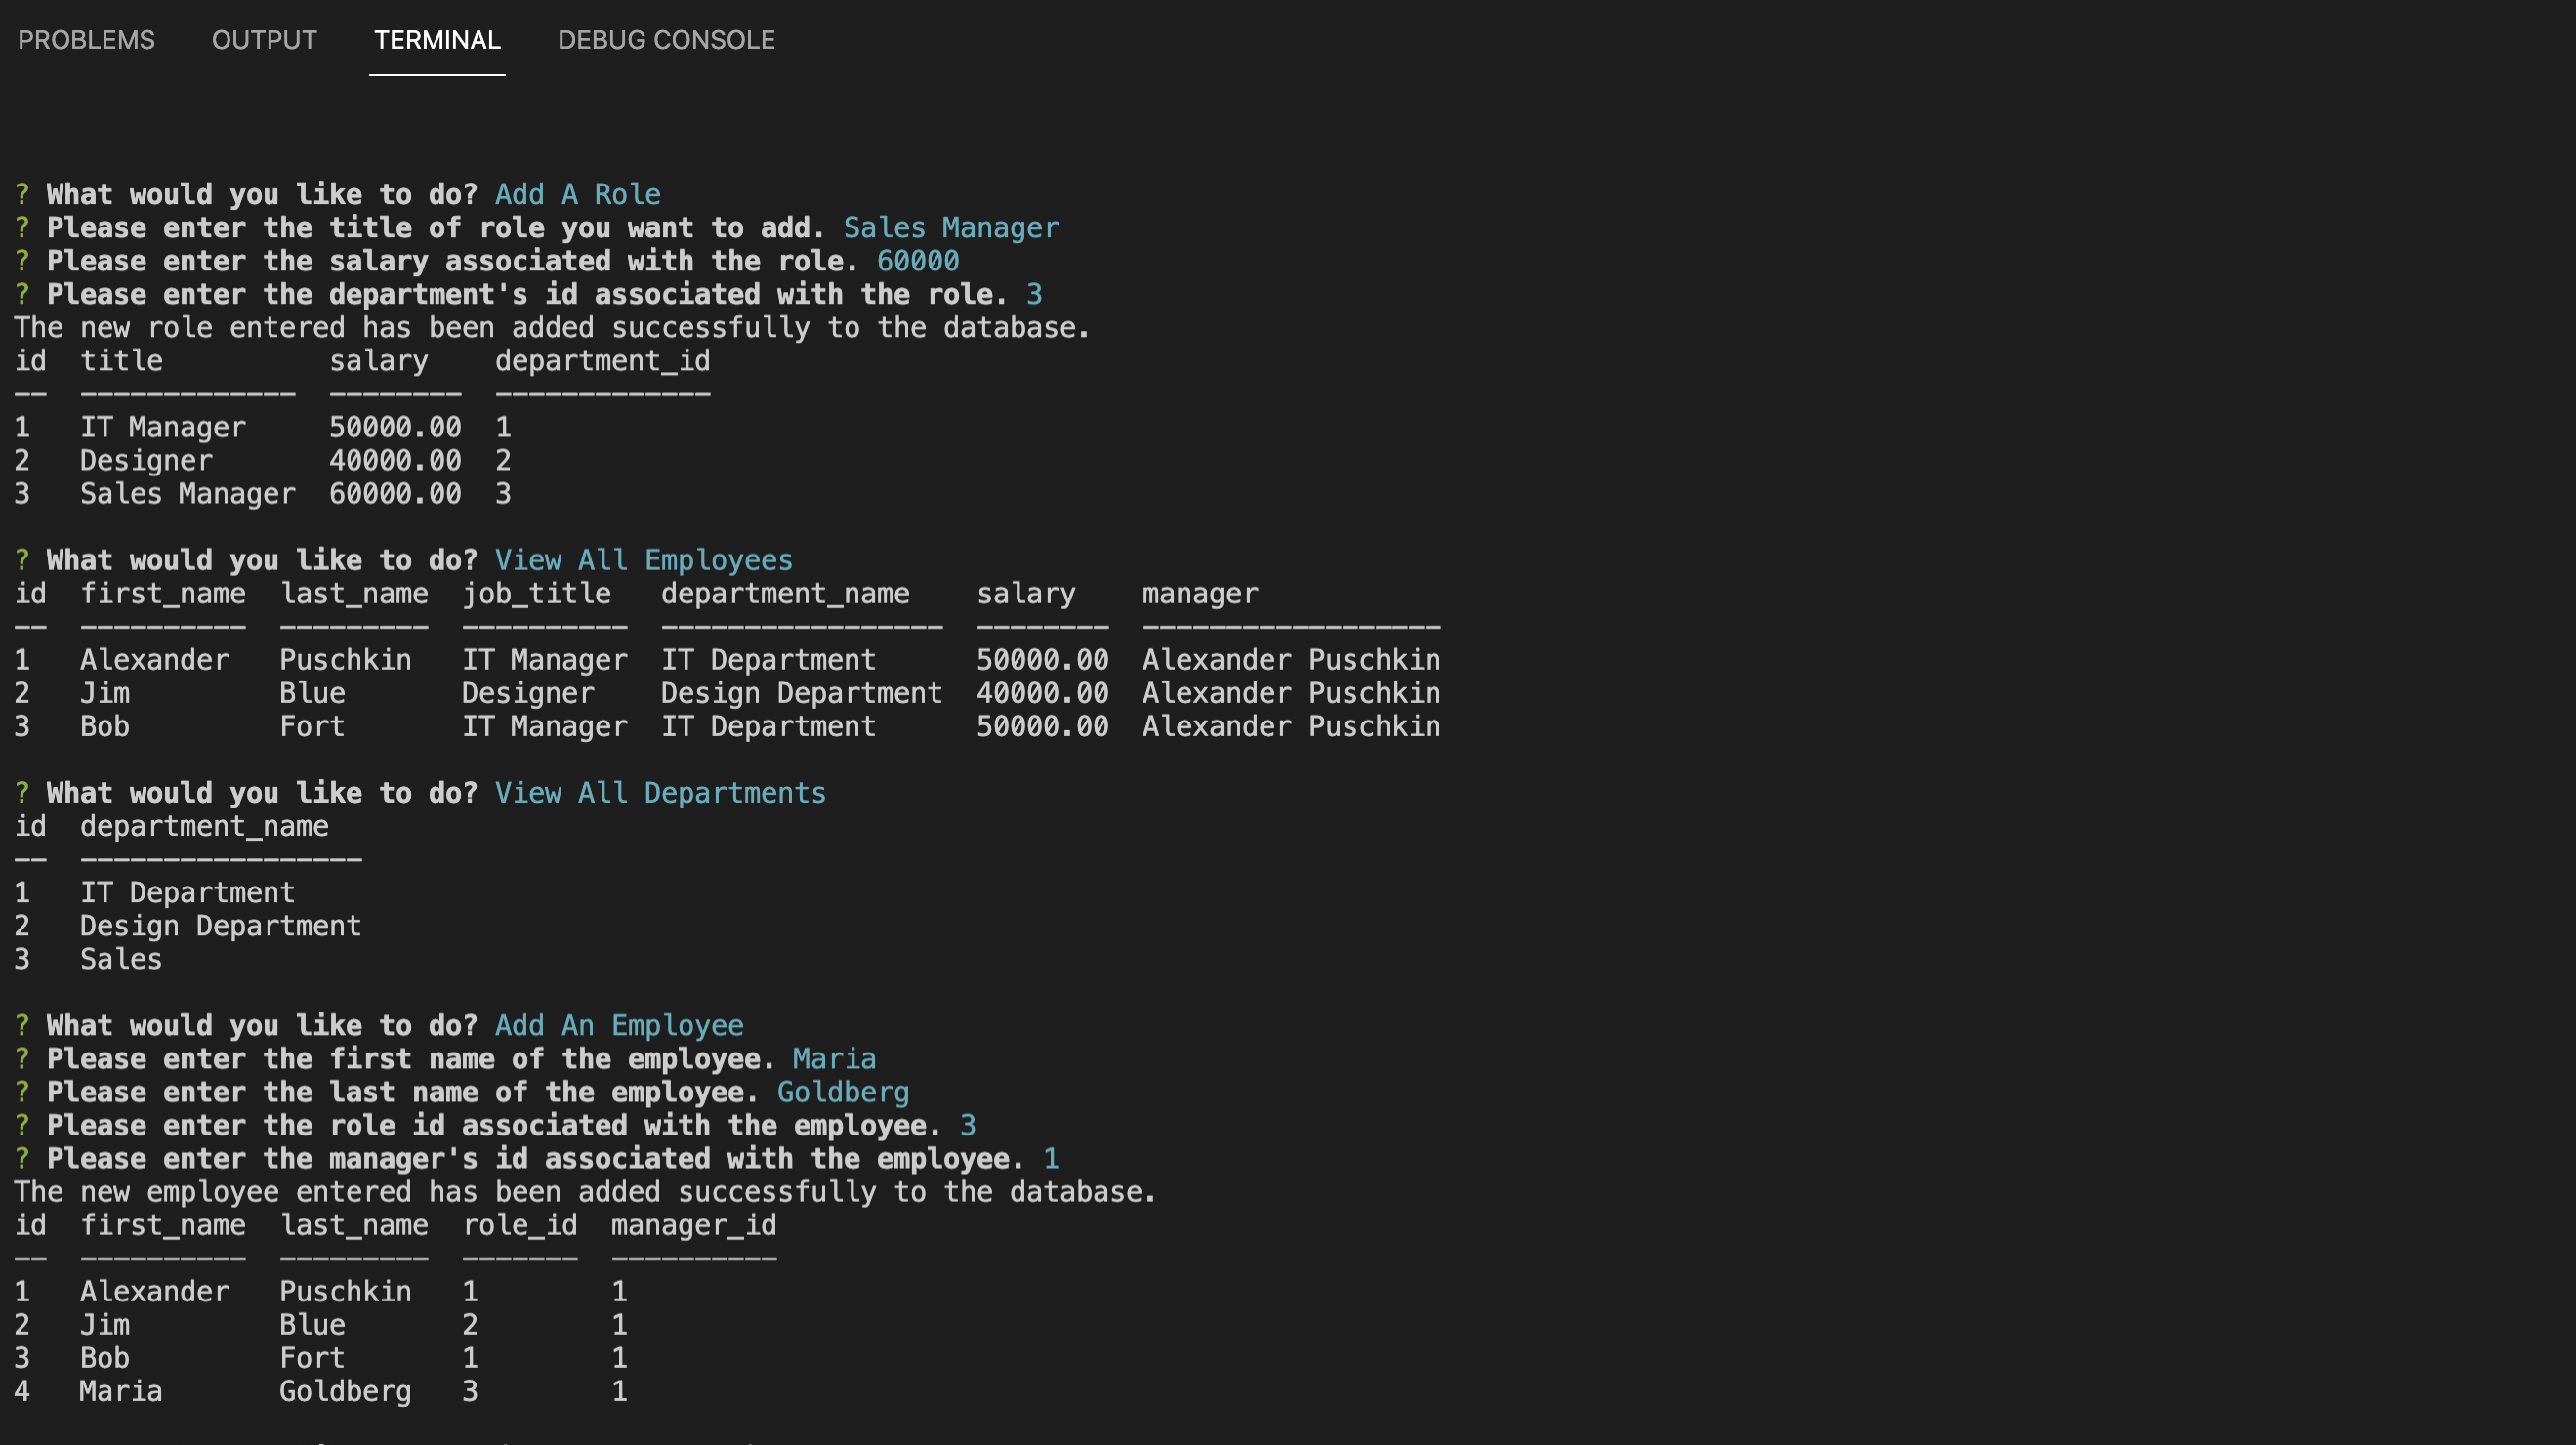 PROBLEMS OUTPUT TERMINAL DEBUG CONSOLE
? What would you like to do? Add A Role
? Please enter the title of role you want to add. Sales Manager
? Please enter the salary associated with the role. 60000
? Please enter the department's id associated with the role. 3
The new role entered has been added successfully to the database.
id  title          salary    department_id
--  -------------  --------  -------------
1   IT Manager     50000.00  1
2   Designer       40000.00  2
3   Sales Manager  60000.00  3
? What would you like to do? View All Employees
id  first_name  last_name  job_title   department_name    salary    manager
--  ----------  ---------  ----------  -----------------  --------  ------------------
1   Alexander   Puschkin   IT Manager  IT Department      50000.00  Alexander Puschkin
2   Jim         Blue       Designer    Design Department  40000.00  Alexander Puschkin
3   Bob         Fort       IT Manager  IT Department      50000.00  Alexander Puschkin
? What would you like to do? View All Departments
id  department_name
--  -----------------
1   IT Department
2   Design Department
3   Sales
? What would you like to do? Add An Employee
? Please enter the first name of the employee. Maria
? Please enter the last name of the employee. Goldberg
? Please enter the role id associated with the employee. 3
? Please enter the manager's id associated with the employee. 1
The new employee entered has been added successfully to the database.
id  first_name  last_name  role_id  manager_id
--  ----------  ---------  -------  ----------
1   Alexander   Puschkin   1        1
2   Jim         Blue       2        1
3   Bob         Fort       1        1
4   Maria       Goldberg   3        1